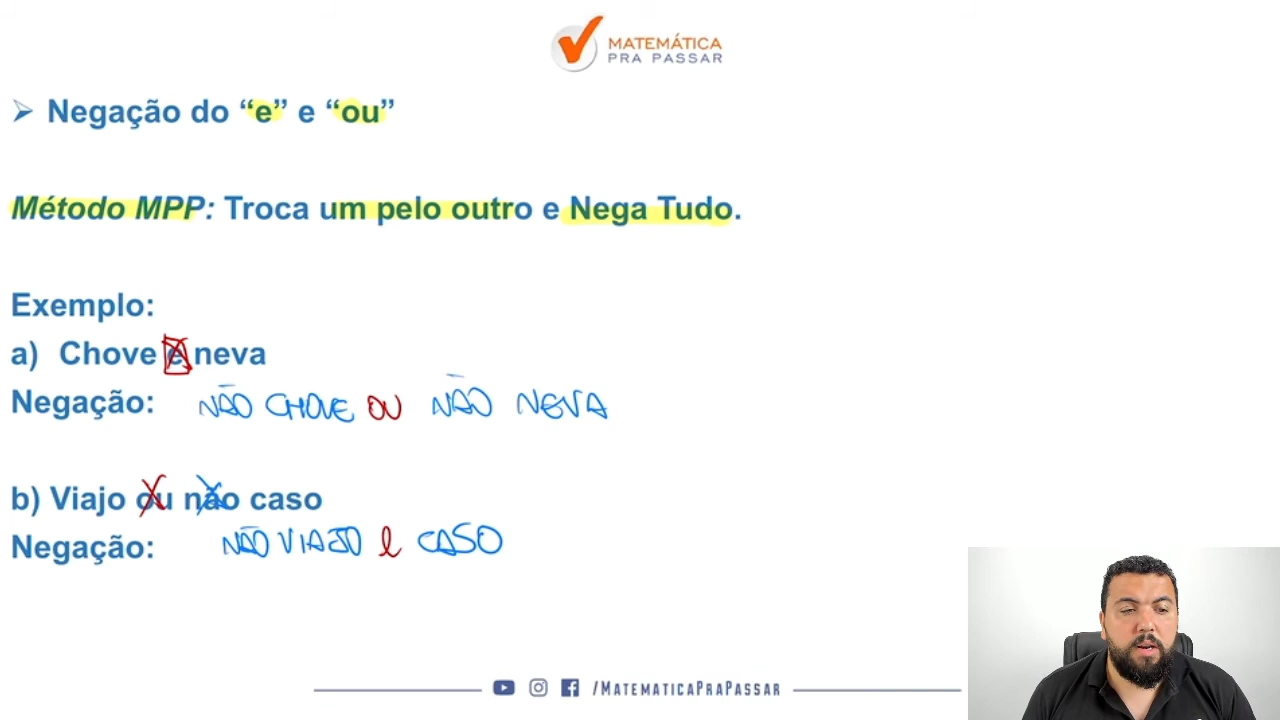 MATEMÁTICA
PRA PASSAR
➢ Negação do “e” e “ou”
Método MPP: Troca um pelo outro e Nega Tudo.
Exemplo:
a) Chove e neva
Negação: NÃO CHOVE OU NÃO NEVA
b) Viajo ou não caso
Negação: NÃO VIAJO e CASO
/MATEMATICAPRAPASSAR